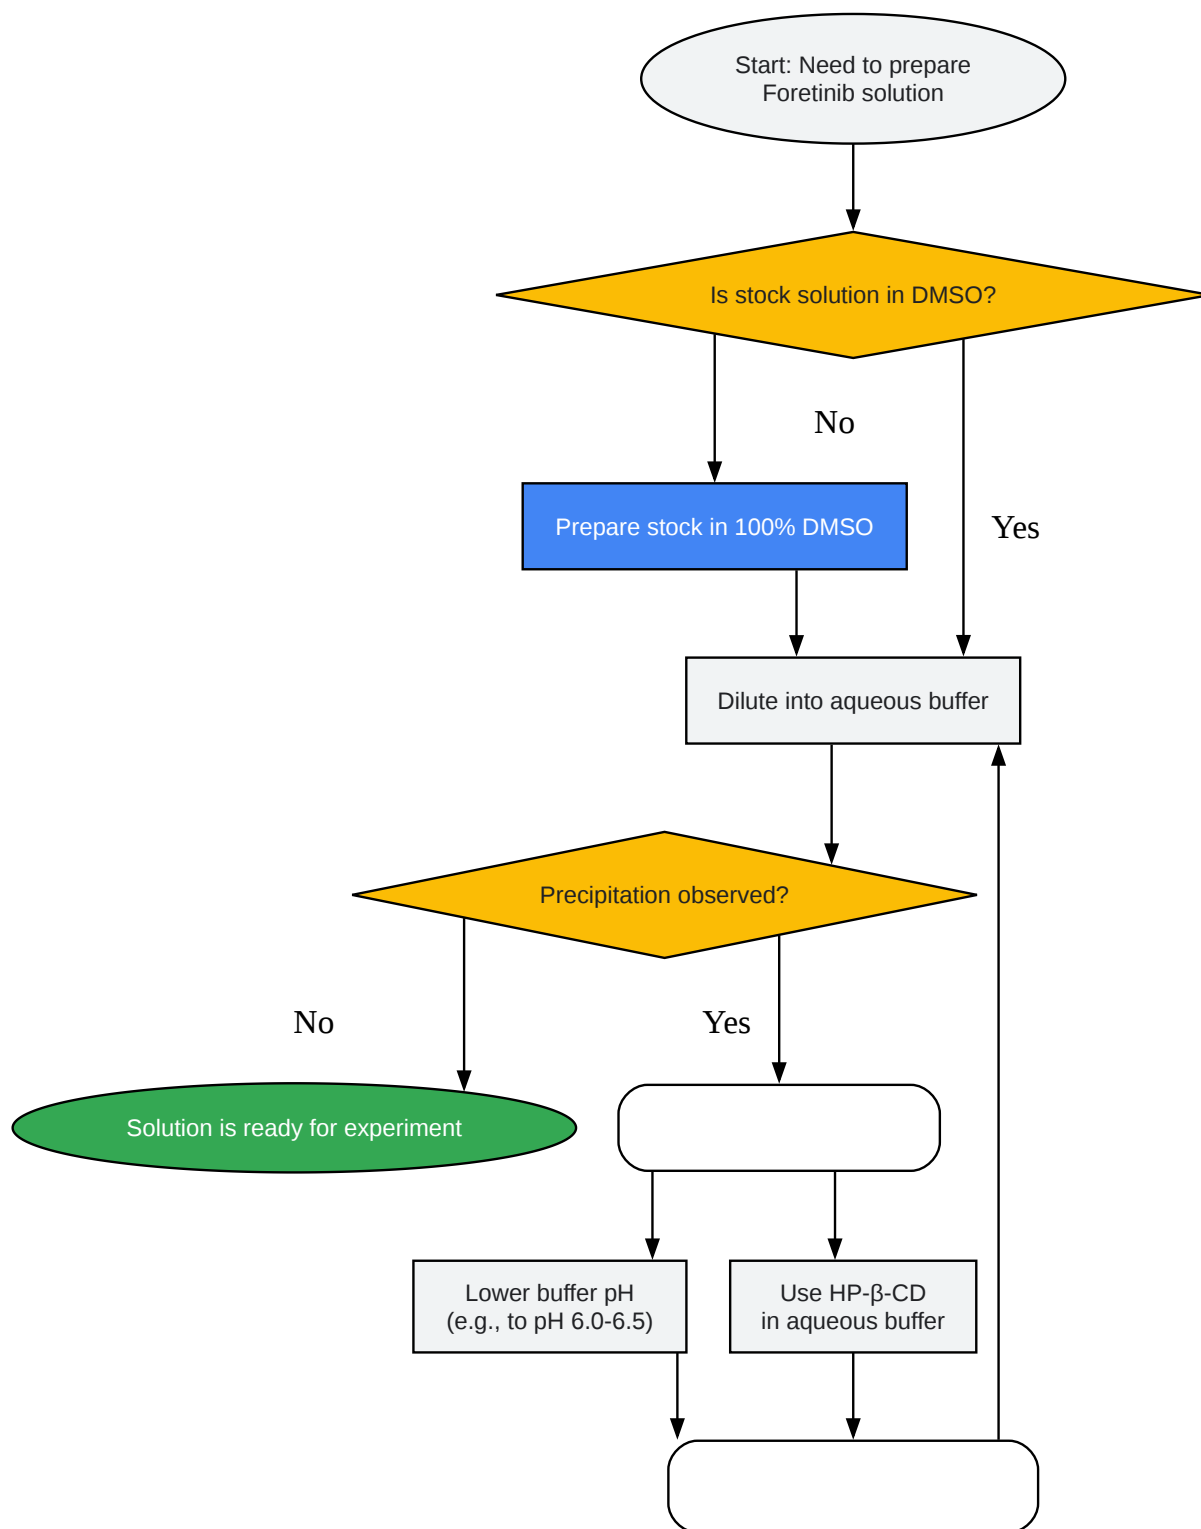 Start: Need to prepare
Foretinib solution
Is stock solution in DMSO?
No
Prepare stock in 100% DMSO
Yes
Dilute into aqueous buffer
Precipitation observed?
No
Yes
Solution is ready for experiment
Lower buffer pH
(e.g., to pH 6.0-6.5)
Use HP-β-CD
in aqueous buffer